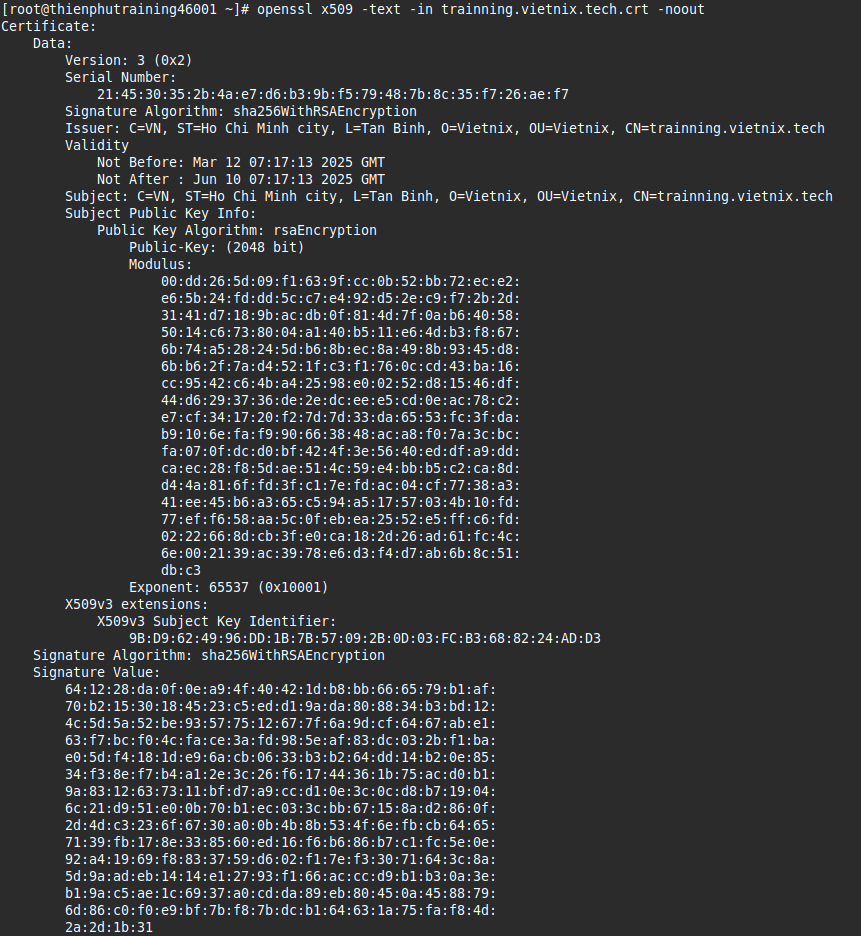 [root@thienphutraining46001 ~]# openssl x509 -text -in trainning.vietnix.tech.crt -noout
Certificate:
    Data:
        Version: 3 (0x2)
        Serial Number:
            21:45:30:35:2b:4a:e7:d6:b3:9b:f5:79:48:7b:8c:35:f7:26:ae:f7
        Signature Algorithm: sha256WithRSAEncryption
        Issuer: C=VN, ST=Ho Chi Minh city, L=Tan Binh, O=Vietnix, OU=Vietnix, CN=trainning.vietnix.tech
        Validity
            Not Before: Mar 12 07:17:13 2025 GMT
            Not After : Jun 10 07:17:13 2025 GMT
        Subject: C=VN, ST=Ho Chi Minh city, L=Tan Binh, O=Vietnix, OU=Vietnix, CN=trainning.vietnix.tech
        Subject Public Key Info:
            Public Key Algorithm: rsaEncryption
                Public-Key: (2048 bit)
                Modulus:
                    00:dd:26:5d:09:f1:63:9f:cc:0b:52:bb:72:ec:e2:
                    e6:5b:24:fd:dd:5c:c7:e4:92:d5:2e:c9:f7:2b:2d:
                    31:41:d7:18:9b:ac:db:0f:81:4d:7f:0a:b6:40:58:
                    50:14:c6:73:80:04:a1:40:b5:11:e6:4d:b3:f8:67:
                    6b:74:a5:28:24:5d:b6:8b:ec:8a:49:8b:93:45:d8:
                    6b:b6:2f:7a:d4:52:1f:c3:f1:76:0c:cd:43:ba:16:
                    cc:95:42:c6:4b:a4:25:98:e0:02:52:d8:15:46:df:
                    44:d6:29:37:36:de:2e:dc:ee:e5:cd:0e:ac:78:c2:
                    e7:cf:34:17:20:f2:7d:7d:33:da:65:53:fc:3f:da:
                    b9:10:6e:fa:f9:90:66:38:48:ac:a8:f0:7a:3c:bc:
                    fa:07:0f:dc:d0:bf:42:4f:3e:56:40:ed:df:a9:dd:
                    ca:ec:28:f8:5d:ae:51:4c:59:e4:bb:b5:c2:ca:8d:
                    d4:4a:81:6f:fd:3f:c1:7e:fd:ac:04:cf:77:38:a3:
                    41:ee:45:b6:a3:65:c5:94:a5:17:57:03:4b:10:fd:
                    77:ef:f6:58:aa:5c:0f:eb:ea:25:52:e5:ff:c6:fd:
                    02:22:66:8d:cb:3f:e0:ca:18:2d:26:ad:61:fc:4c:
                    6e:00:21:39:ac:39:78:e6:d3:f4:d7:ab:6b:8c:51:
                    db:c3
                Exponent: 65537 (0x10001)
        X509v3 extensions:
            X509v3 Subject Key Identifier:
                9B:D9:62:49:96:DD:1B:7B:57:09:2B:0D:03:FC:B3:68:82:24:AD:D3
    Signature Algorithm: sha256WithRSAEncryption
    Signature Value:
        64:12:28:da:0f:0e:a9:4f:40:42:1d:b8:bb:66:65:79:b1:af:
        70:b2:15:30:18:45:23:c5:ed:d1:9a:da:80:88:34:b3:bd:12:
        4c:5d:5a:52:be:93:57:75:12:67:7f:6a:9d:cf:64:67:ab:e1:
        63:f7:bc:f0:4c:fa:ce:3a:fd:98:5e:af:83:dc:03:2b:f1:ba:
        e0:5d:f4:18:1d:e9:6a:cb:06:33:b3:b2:64:dd:14:b2:0e:85:
        34:f3:8e:f7:b4:a1:2e:3c:26:f6:17:44:36:1b:75:ac:d0:b1:
        9a:83:12:63:73:11:bf:d7:a9:cc:d1:0e:3c:0c:d8:b7:19:04:
        6c:21:d9:51:e0:0b:70:b1:ec:03:3c:bb:67:15:8a:d2:86:0f:
        2d:4d:c3:23:6f:67:30:a0:0b:4b:8b:53:4f:6e:fb:cb:64:65:
        71:39:fb:17:8e:33:85:60:ed:16:f6:b6:86:b7:c1:fc:5e:0e:
        92:a4:19:69:f8:83:37:59:d6:02:f1:7e:f3:30:71:64:3c:8a:
        5d:9a:ad:eb:14:14:e1:27:93:f1:66:ac:cc:d9:b1:b3:0a:3e:
        b1:9a:c5:ae:1c:69:37:a0:cd:da:89:eb:80:45:0a:45:88:79:
        6d:86:c0:f0:e9:bf:7b:f8:7b:dc:b1:64:63:1a:75:fa:f8:4d:
        2a:2d:1b:31